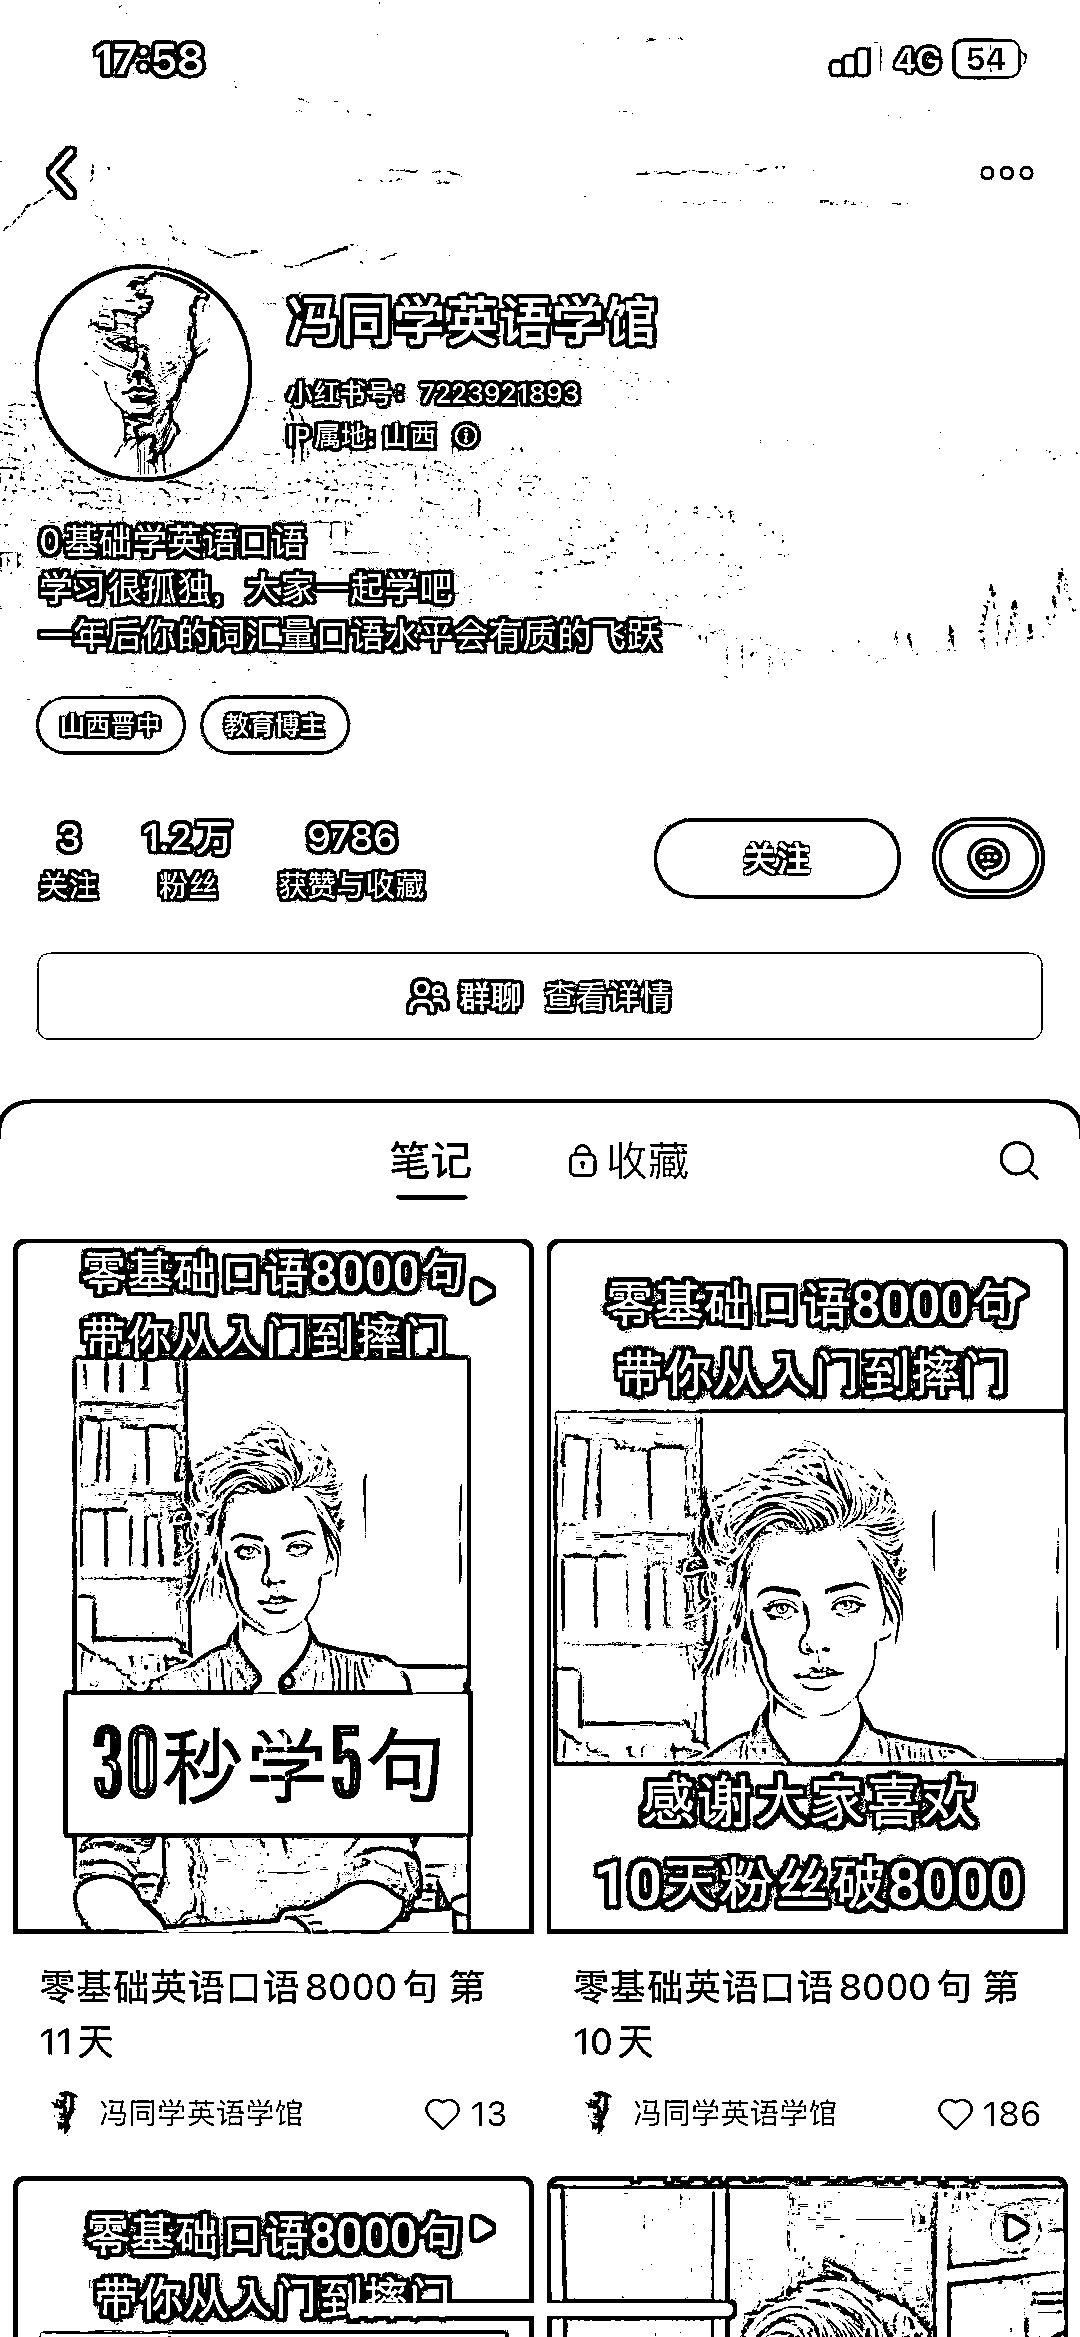 17:58
4G 54
冯同学英语学馆
小红书号：7223921893
IP属地：山西
0基础学英语口语
学习很孤独，大家一起学吧
一年后你的词汇量口语水平会有质的飞跃
山西晋中 教育博主
3 1.2万 9786
关注 粉丝 获赞与收藏
关注
群聊 查看详情
笔记 收藏
零基础口语8000句
带你从入门到摔门
30秒学5句
零基础口语8000句
带你从入门到摔门
感谢大家喜欢
10天粉丝破8000
零基础英语口语8000句 第
11天
冯同学英语学馆 13
零基础英语口语8000句 第
10天
冯同学英语学馆 186
零基础口语8000句
带你从入门到摔门